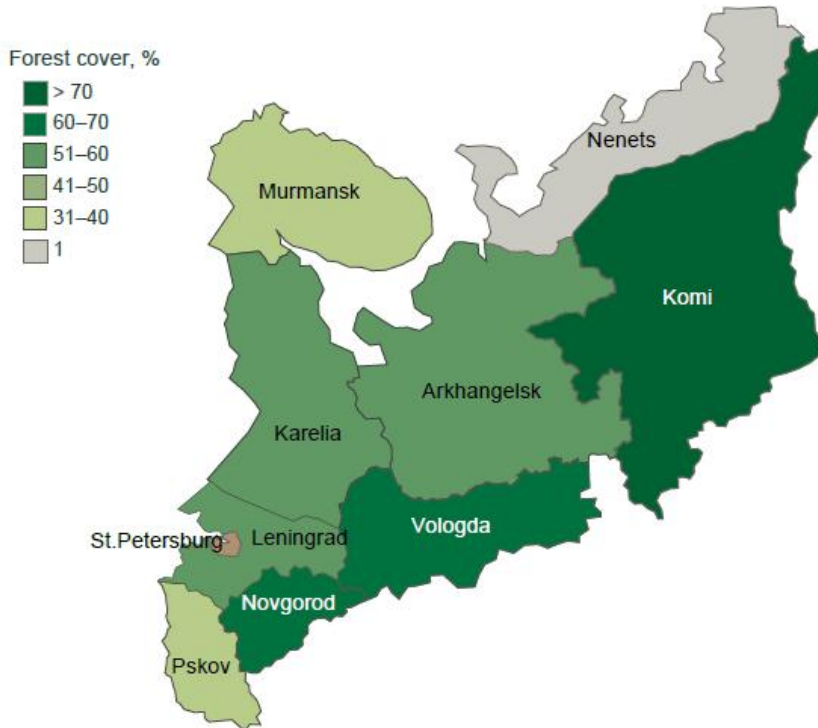 Forest cover, %
> 70
60–70
51–60
41–50
31–40
1
Nenets
Murmansk
Komi
Arkhangelsk
Karelia
Vologda
St.Petersburg
Leningrad
Novgorod
Pskov